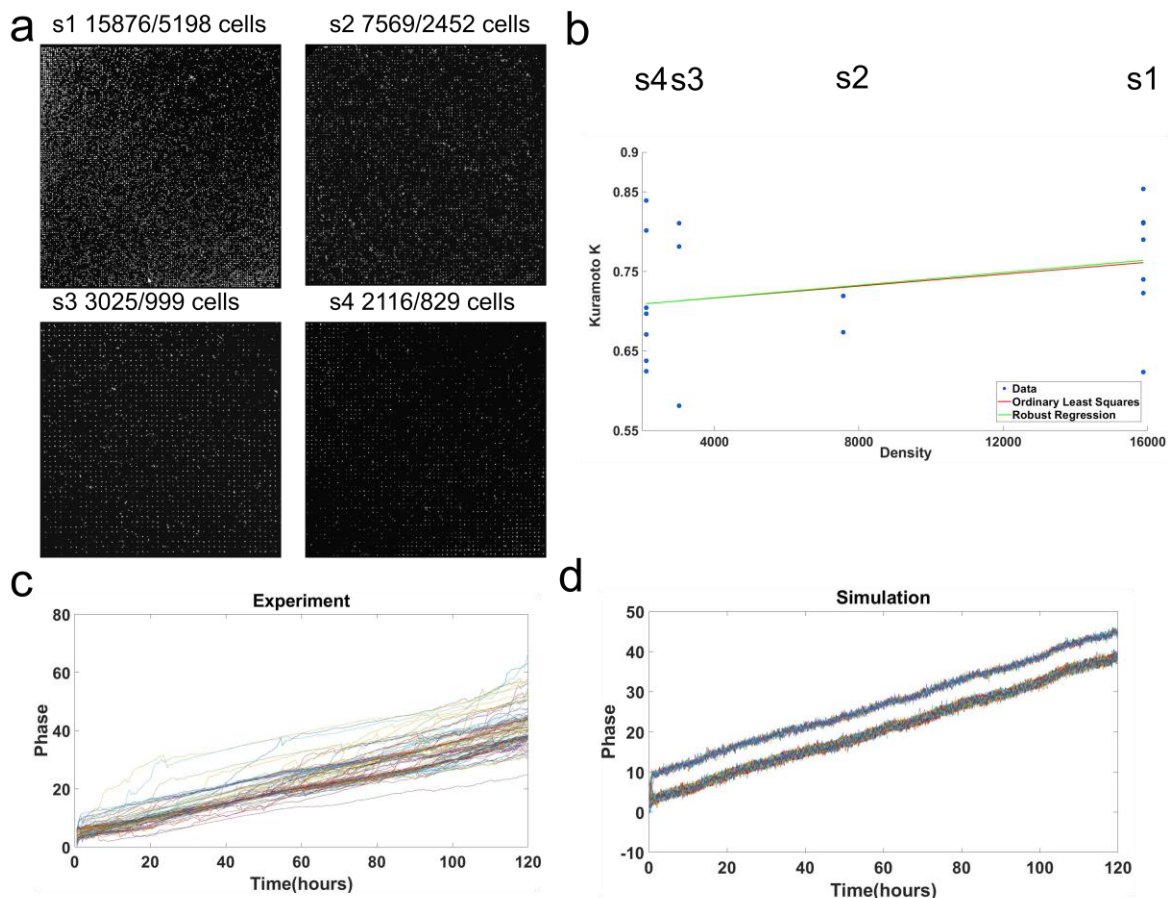 a
s1 15876/5198 cells
s2 7569/2452 cells
s3 3025/999 cells
s4 2116/829 cells
b
s4 s3 s2 s1
0.9
0.85
0.75
0.65
0.55
Kuramoto K
4000 8000 12000 16000
Density
Data
Ordinary Least Squares
Robust Regression
c
Experiment
80
60
40
20
0
Phase
0 20 40 60 80 100 120
Time(hours)
d
Simulation
50
40
30
20
10
0
-10
Phase
0 20 40 60 80 100 120
Time(hours)